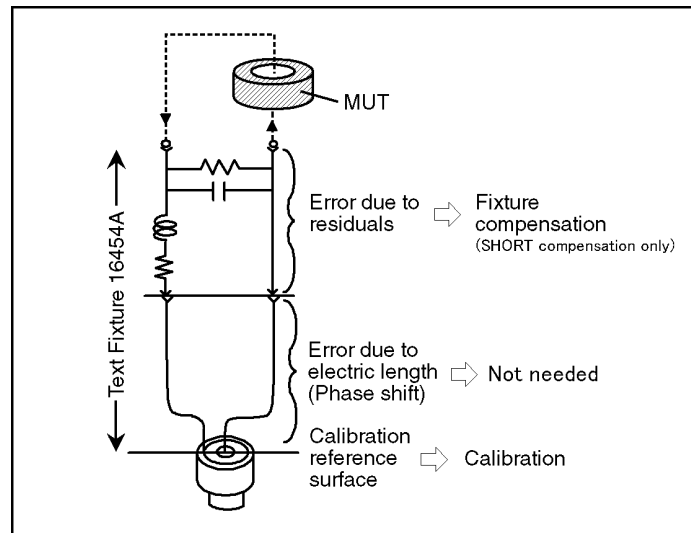 MUT
Text Fixture 16454A
Error due to
residuals
Fixture
compensation
(SHORT compensation only)
Error due to
electric length
(Phase shift)
Not needed
Calibration
reference
surface
Calibration